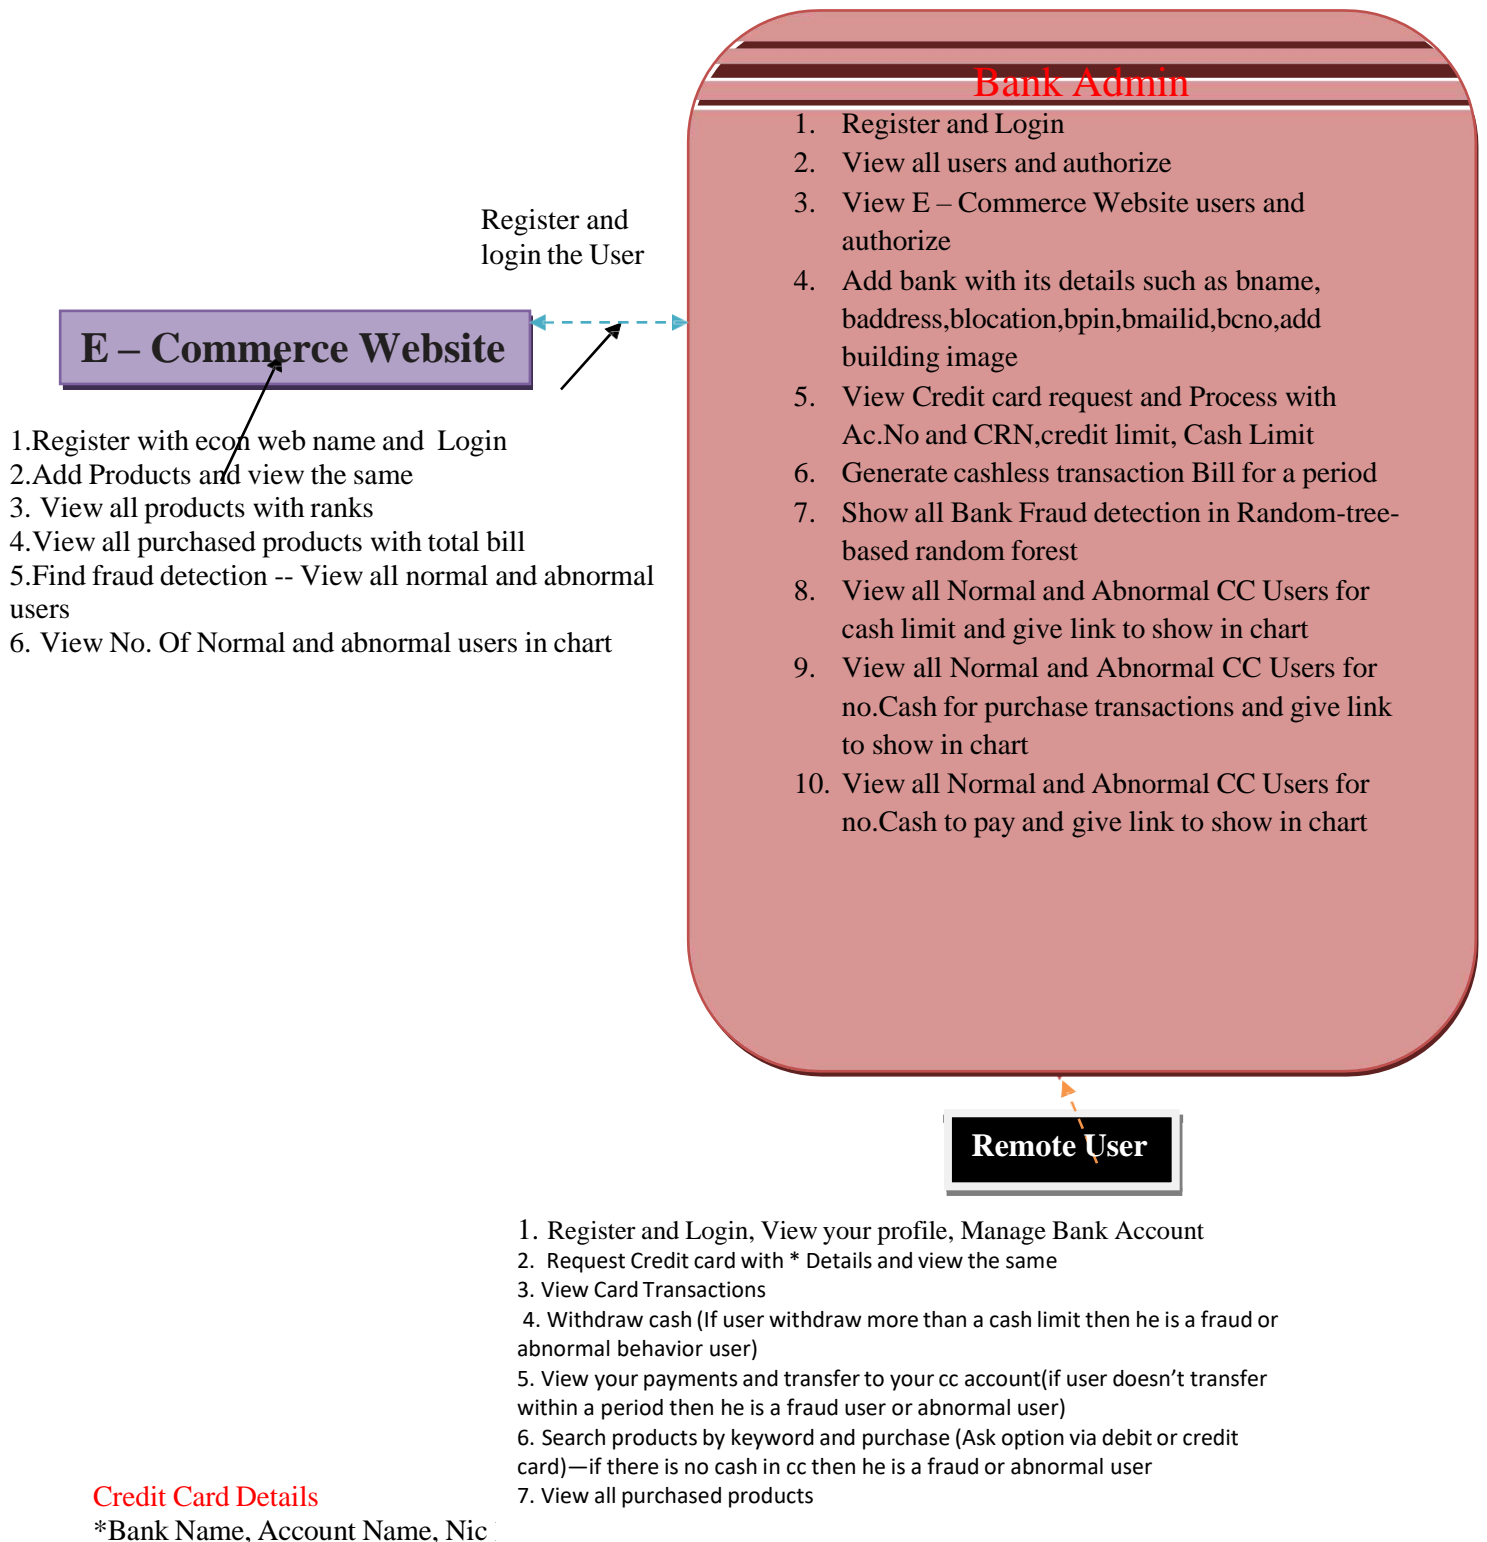 Bank Admin
1. Register and Login
2. View all users and authorize
3. View E – Commerce Website users and
authorize
4. Add bank with its details such as bname,
baddress,blocation,bpin,bmailid,bcno,add
building image
5. View Credit card request and Process with
Ac.No and CRN,credit limit, Cash Limit
6. Generate cashless transaction Bill for a period
7. Show all Bank Fraud detection in Random-tree-
based random forest
8. View all Normal and Abnormal CC Users for
cash limit and give link to show in chart
9. View all Normal and Abnormal CC Users for
no.Cash for purchase transactions and give link
to show in chart
10. View all Normal and Abnormal CC Users for
no.Cash to pay and give link to show in chart
Register and
login the User
E – Commerce Website
1.Register with econ web name and Login
2.Add Products and view the same
3. View all products with ranks
4.View all purchased products with total bill
5.Find fraud detection -- View all normal and abnormal
users
6. View No. Of Normal and abnormal users in chart
Remote User
1. Register and Login, View your profile, Manage Bank Account
2. Request Credit card with * Details and view the same
3. View Card Transactions
4. Withdraw cash (If user withdraw more than a cash limit then he is a fraud or
abnormal behavior user)
5. View your payments and transfer to your cc account(if user doesn’t transfer
within a period then he is a fraud user or abnormal user)
6. Search products by keyword and purchase (Ask option via debit or credit
card)—if there is no cash in cc then he is a fraud or abnormal user
7. View all purchased products
Credit Card Details
*Bank Name, Account Name, Nic